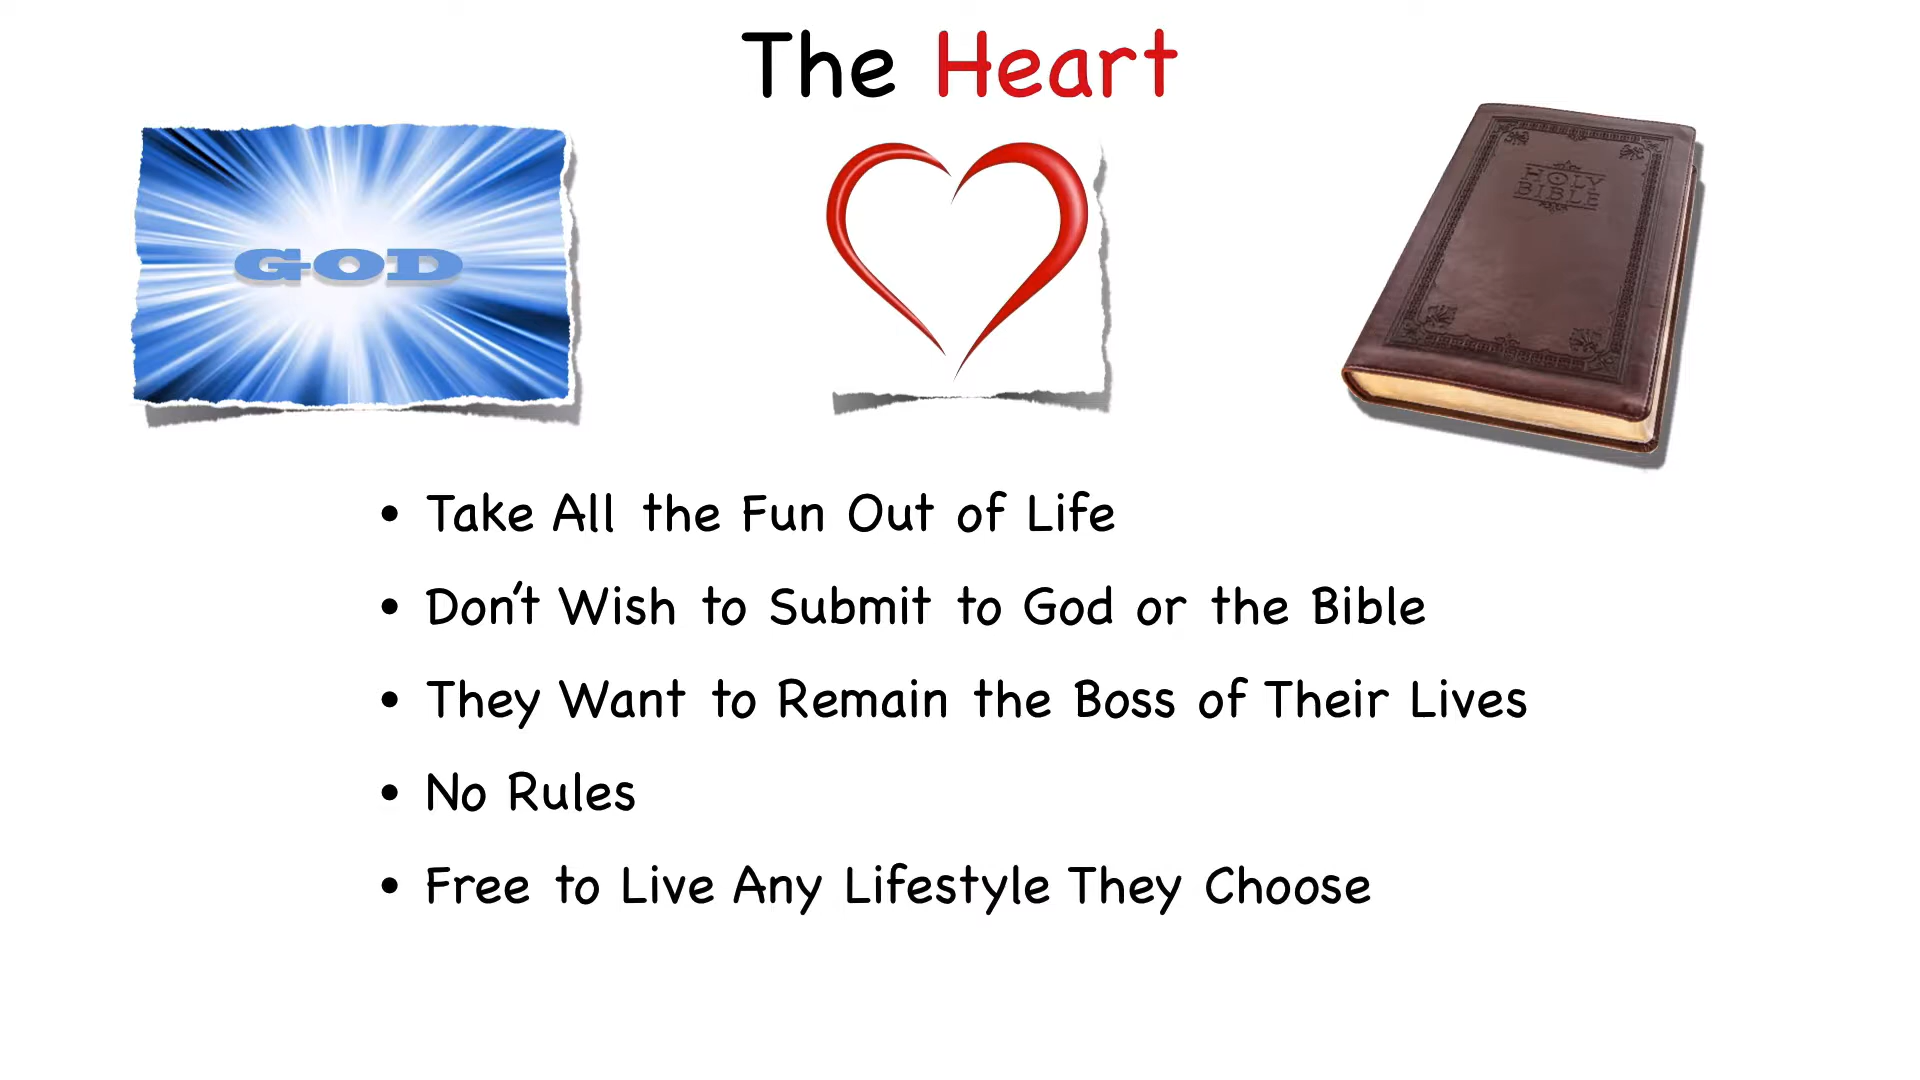 The Heart
GOD
HOLY
BIBLE
• Take All the Fun Out of Life
• Don't Wish to Submit to God or the Bible
• They Want to Remain the Boss of Their Lives
• No Rules
• Free to Live Any Lifestyle They Choose